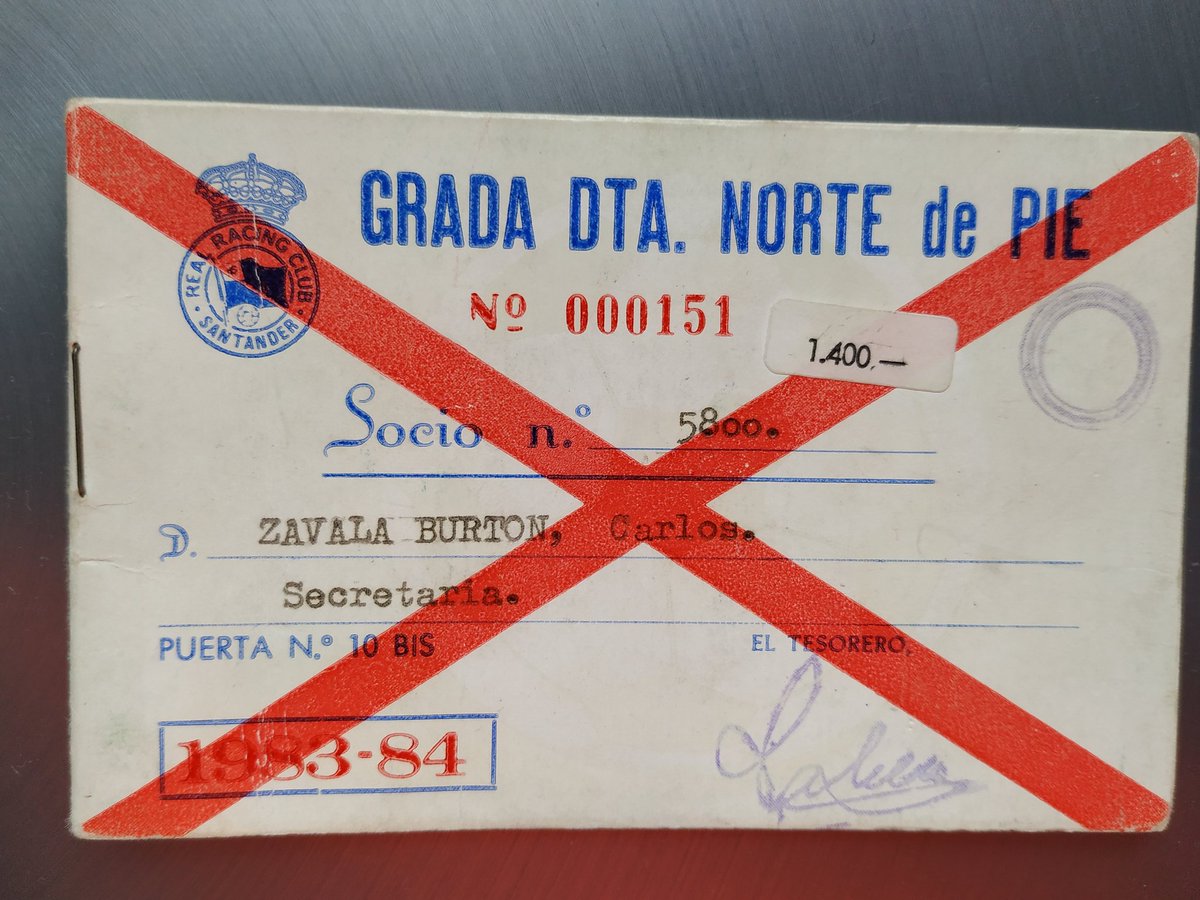 REAL RACING CLUB
· SANTANDER ·
GRADA DTA. NORTE de PIE
Nº 000151
1.400,—
Socio n.º 5800.
D. ZAVALA BURTON, Carlos.
Secretaria.
PUERTA N.º 10 BIS
EL TESORERO,
1983-84